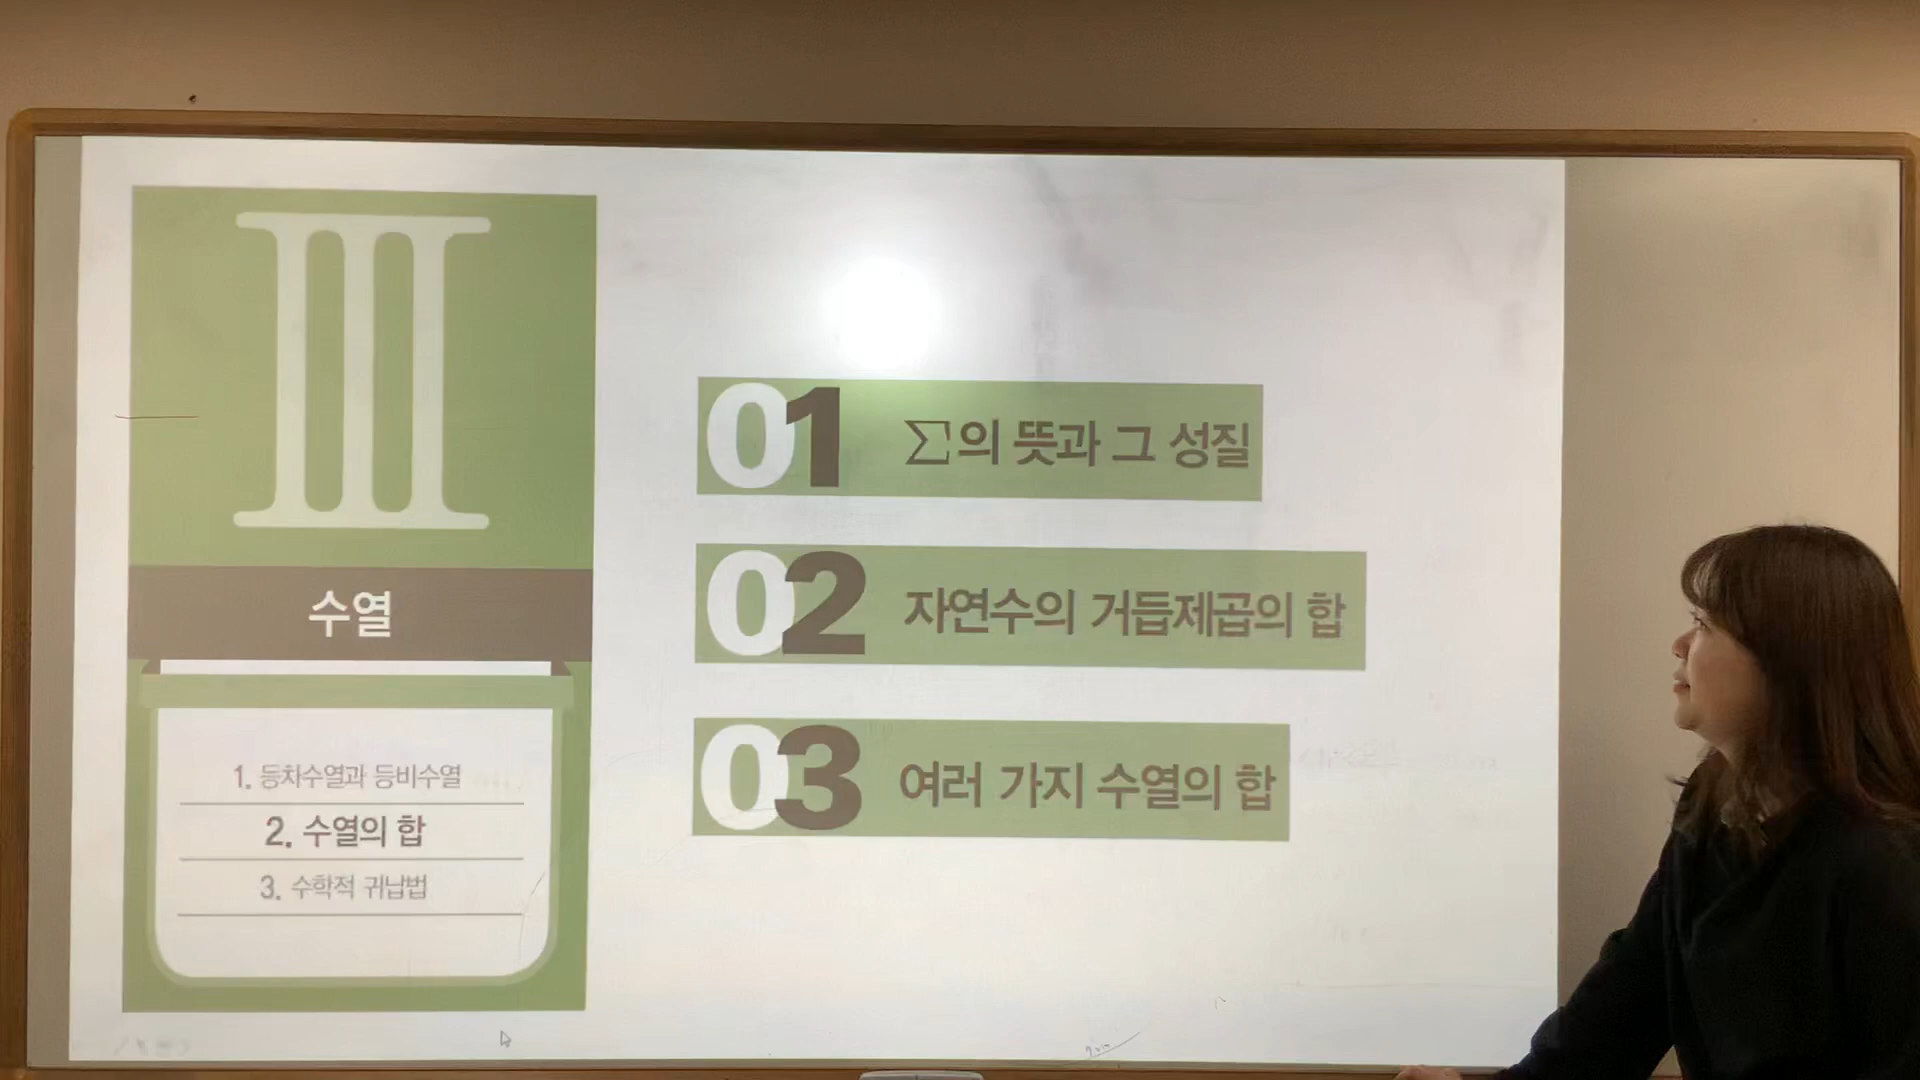 III
수열
1. 등차수열과 등비수열
2. 수열의 합
3. 수학적 귀납법
01 Σ의 뜻과 그 성질
02 자연수의 거듭제곱의 합
03 여러 가지 수열의 합